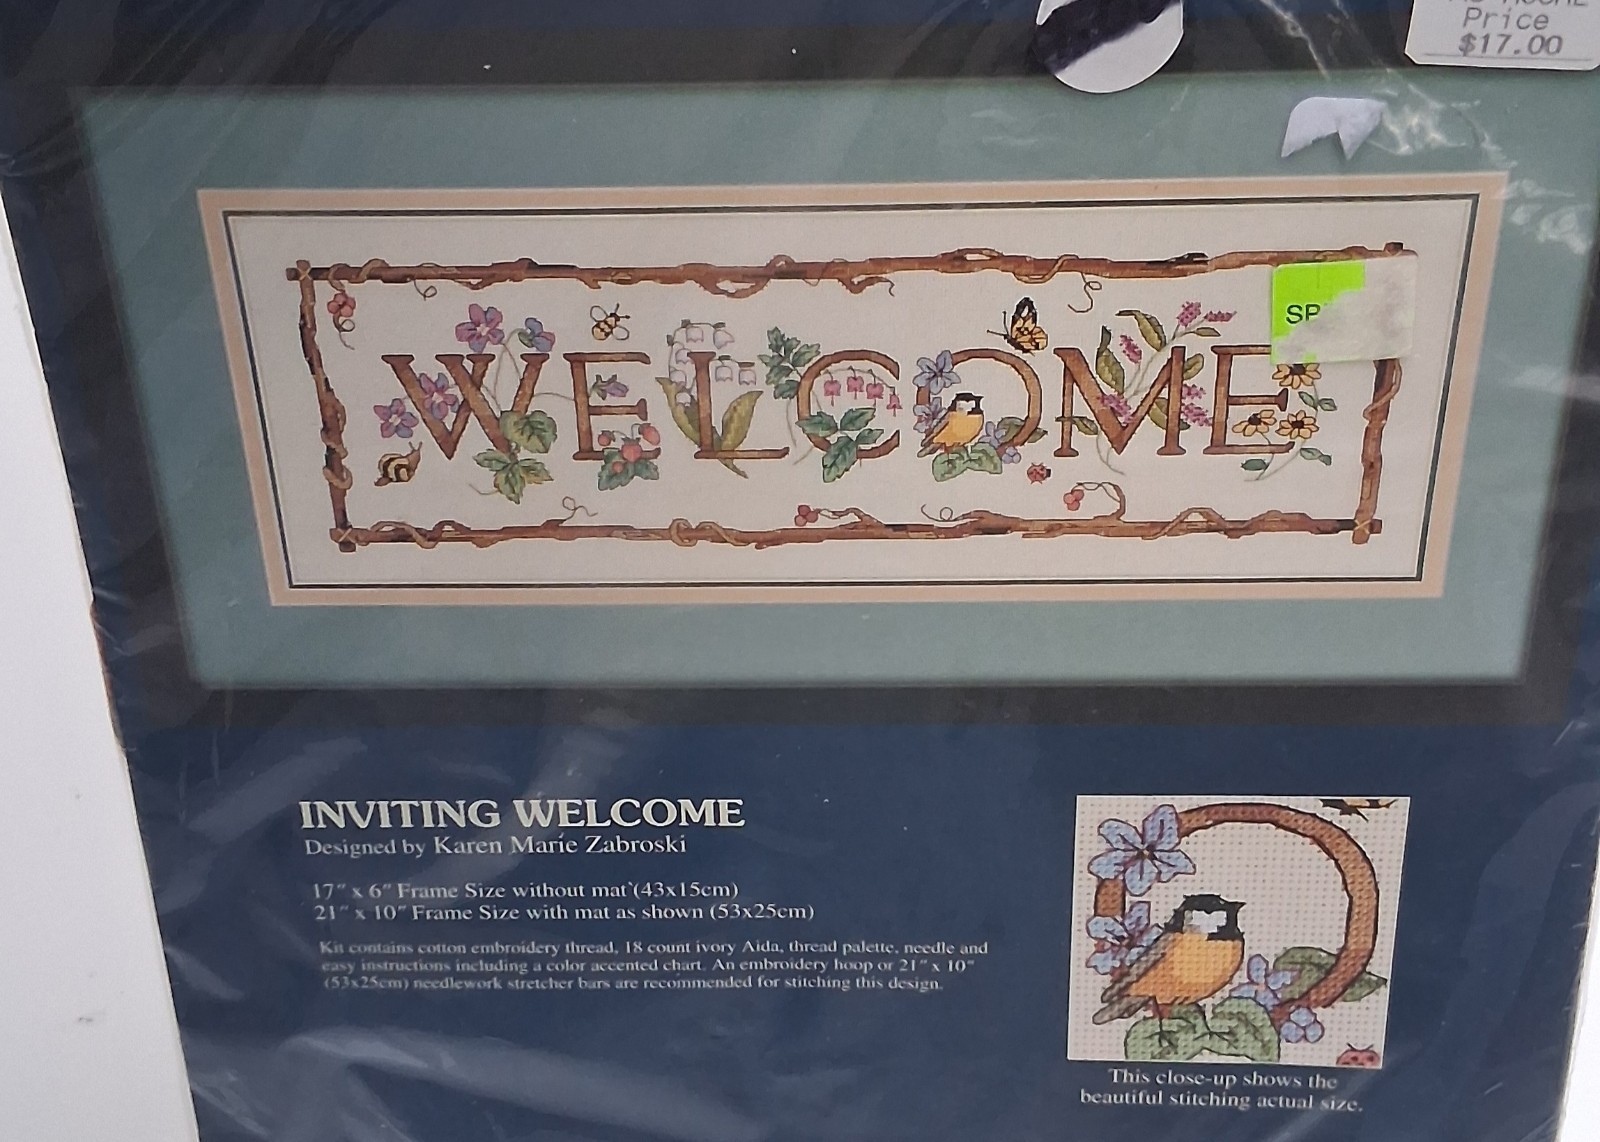 Price
$17.00
WELCOME
SP
INVITING WELCOME
Designed by Karen Marie Zabroski
17" x 6" Frame Size without mat (43x15cm)
21" x 10" Frame Size with mat as shown (53x25cm)
Kit contains cotton embroidery thread, 18 count ivory Aida, thread palette, needle and
easy instructions including a color accented chart. An embroidery hoop or 21" x 10"
(53x25cm) needlework stretcher bars are recommended for stitching this design.
This close-up shows the
beautiful stitching actual size.